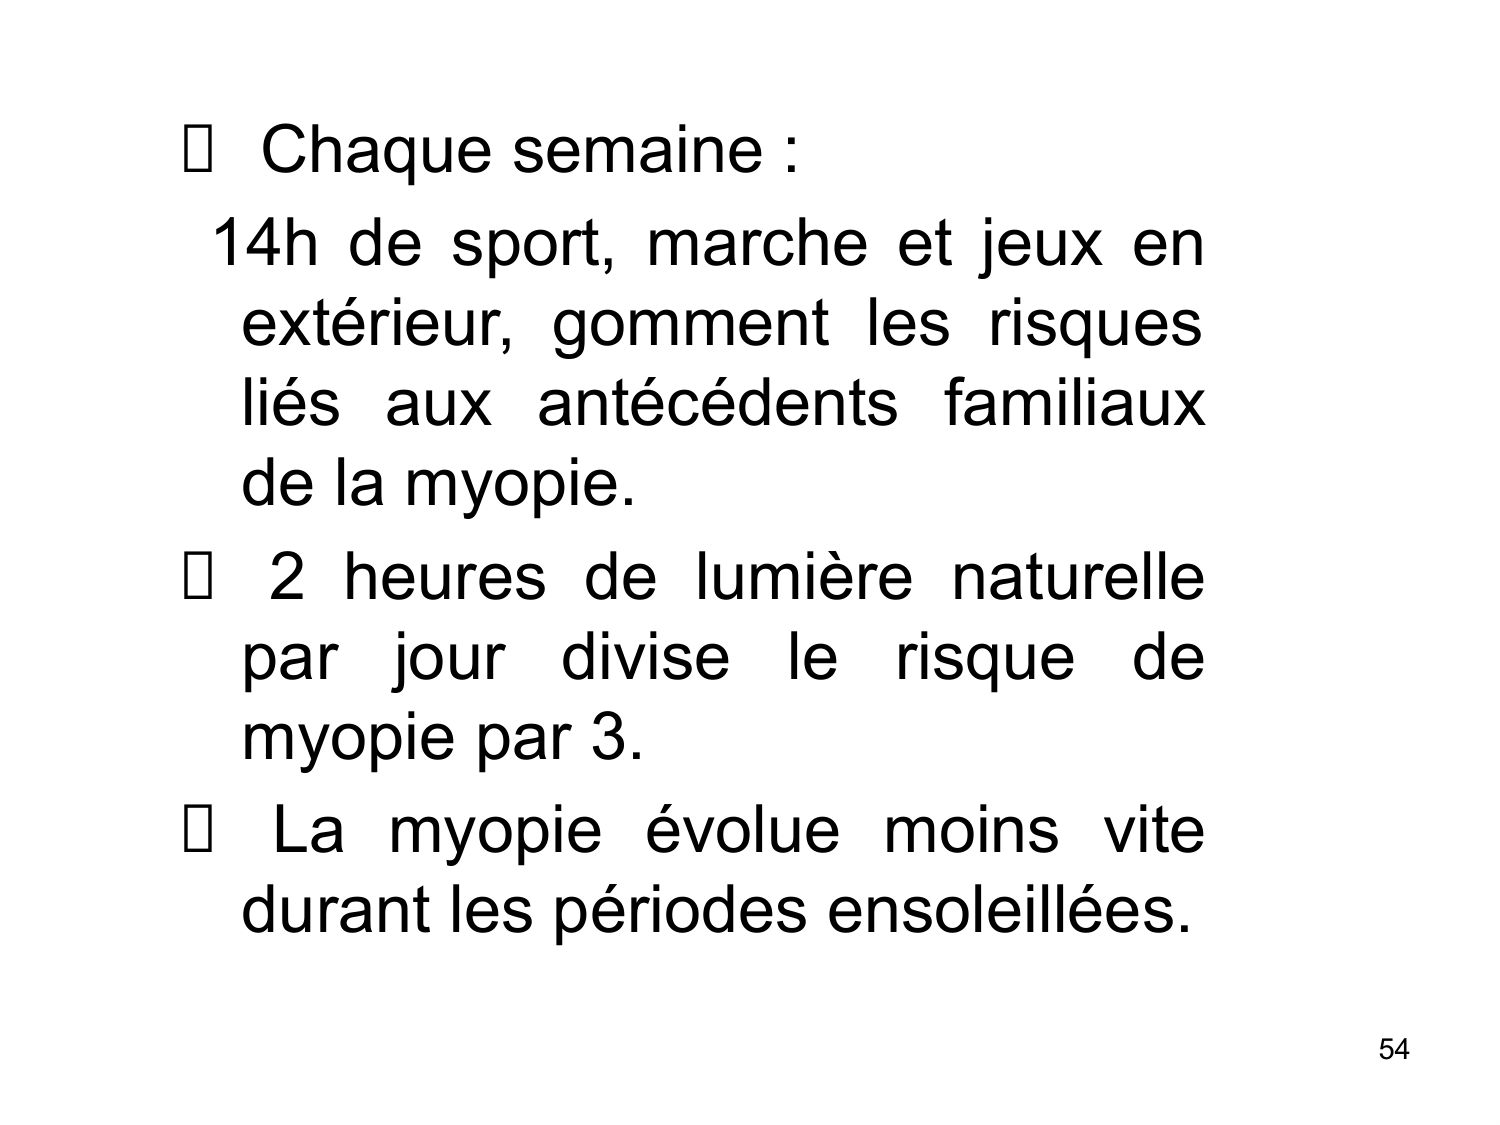 Chaque semaine :
14h de sport, marche et jeux en
extérieur, gomment les risques
liés aux antécédents familiaux
de la myopie.
 2 heures de lumière naturelle
par jour divise le risque de
myopie par 3.
 La myopie évolue moins vite
durant les périodes ensoleillées.
54